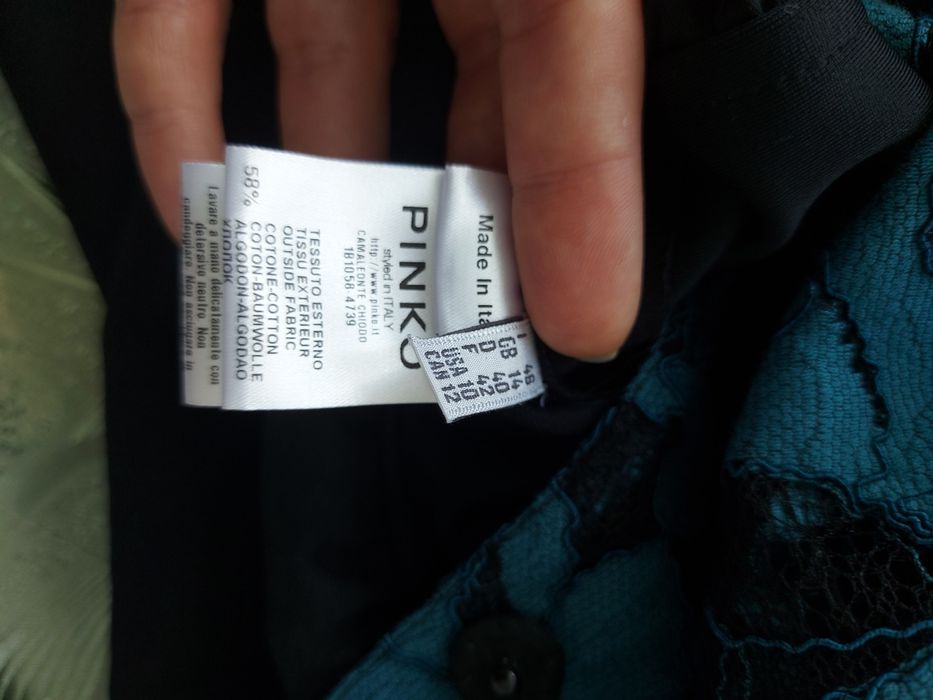 Made In Ita
PINKO
styled in ITALY
http://www.pinko.it
CAMALEONTE CHIODO
1B1058 4739
TESSUTO ESTERNO
TISSU EXTERIEUR
OUTSIDE FABRIC
COTONE-COTTON
58% COTON-BAUMWOLLE
ALGODON-ALGODAO
ХЛОПОК
Lavare a mano delicatamente con
detersivo neutro. Non
candeggiare. Non asciugare in
GB 14
D 40
F 42
USA 10
CAN 12